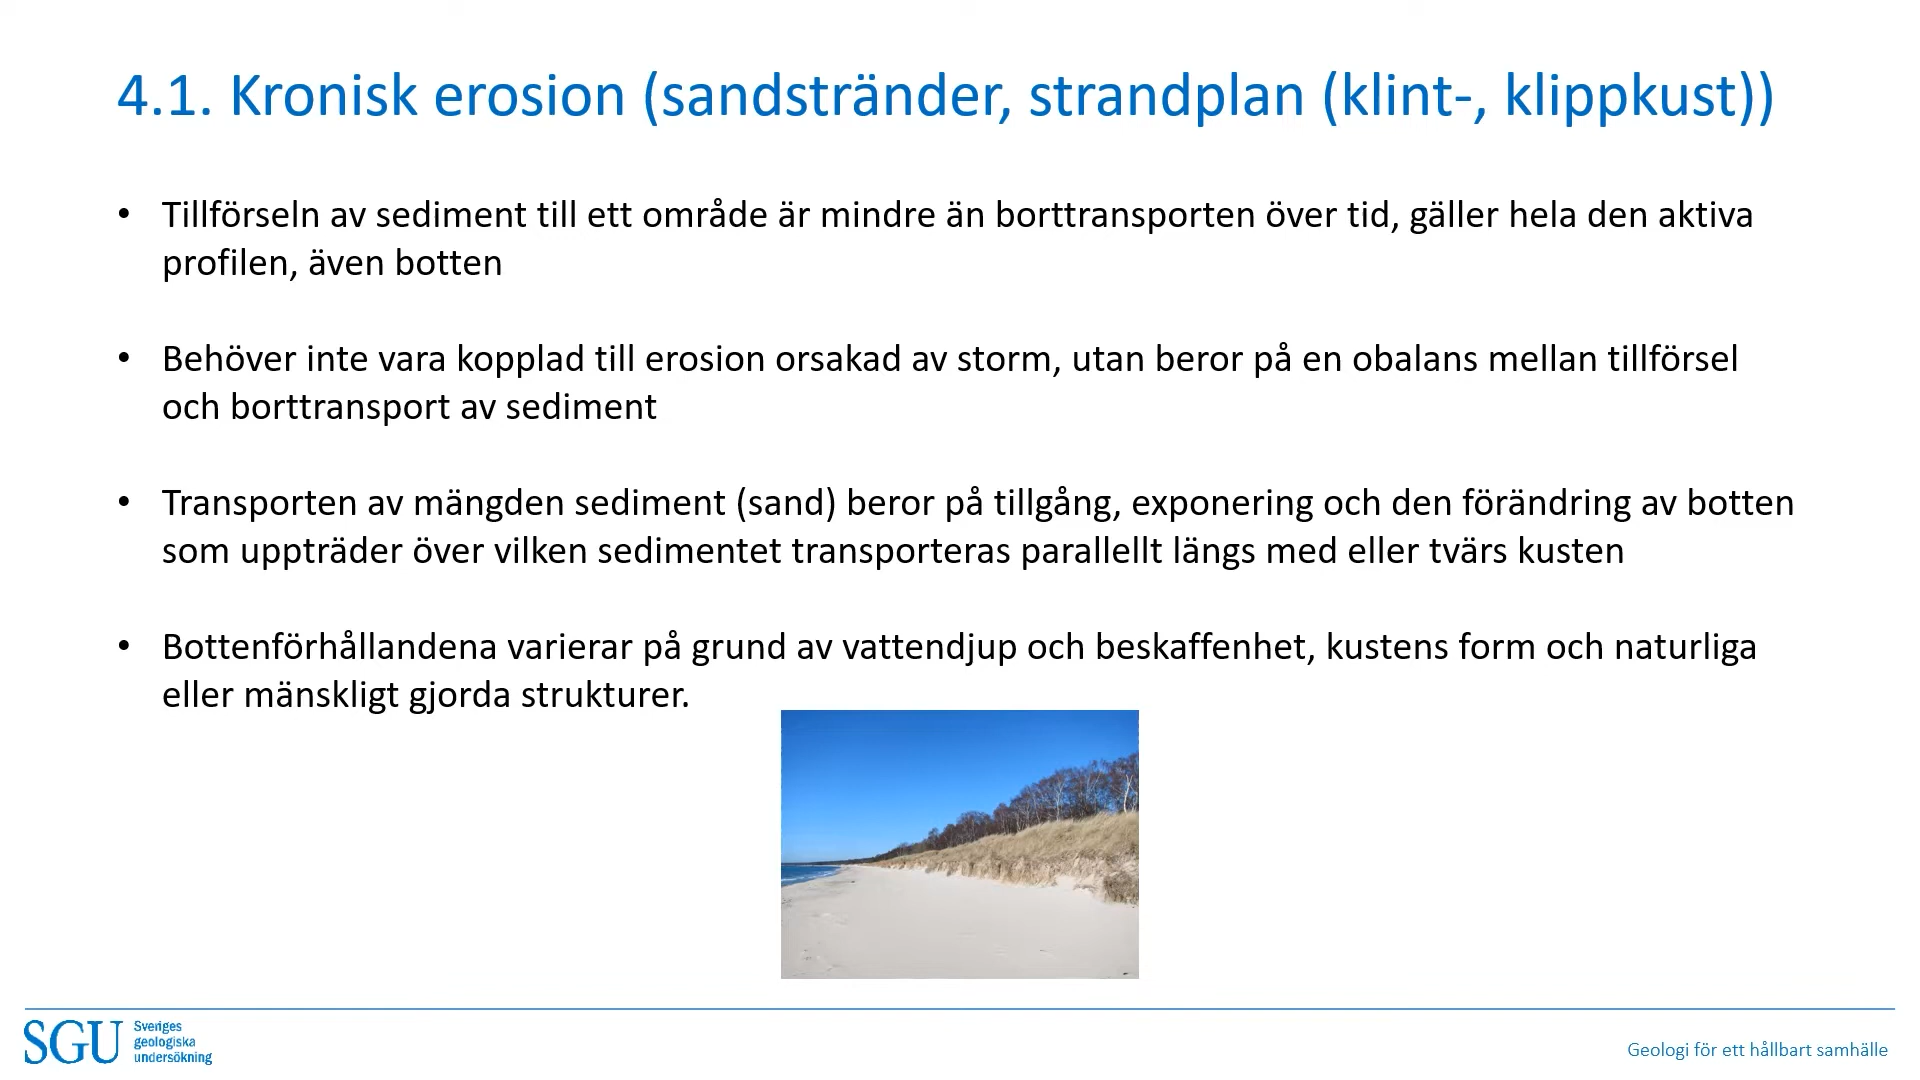 4.1. Kronisk erosion (sandstränder, strandplan (klint-, klippkust))
• Tillförseln av sediment till ett område är mindre än borttransporten över tid, gäller hela den aktiva
profilen, även botten
• Behöver inte vara kopplad till erosion orsakad av storm, utan beror på en obalans mellan tillförsel
och borttransport av sediment
• Transporten av mängden sediment (sand) beror på tillgång, exponering och den förändring av botten
som uppträder över vilken sedimentet transporteras parallellt längs med eller tvärs kusten
• Bottenförhållandena varierar på grund av vattendjup och beskaffenhet, kustens form och naturliga
eller mänskligt gjorda strukturer.
SGU
Sveriges
geologiska
undersökning
Geologi för ett hållbart samhälle